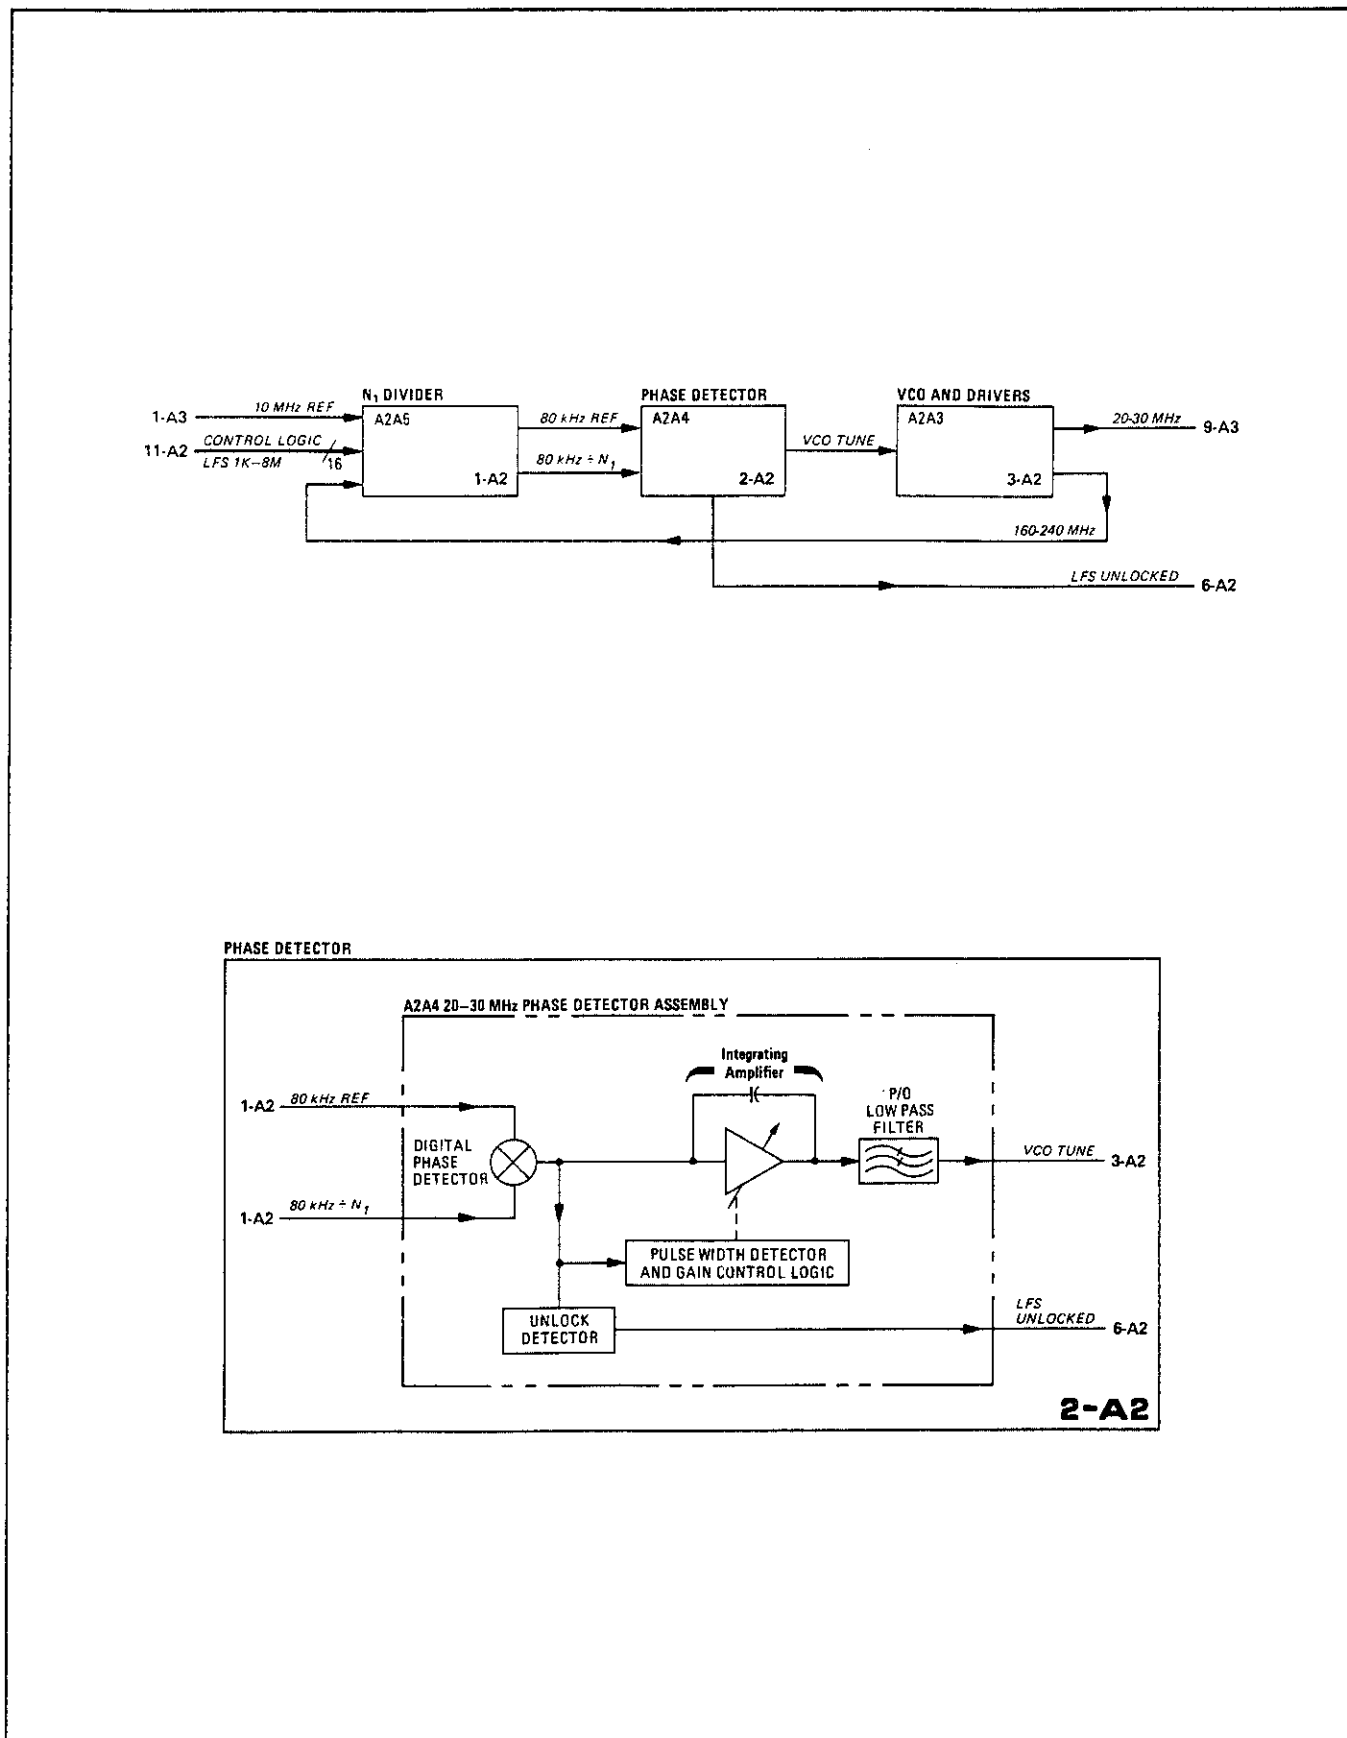 N₁ DIVIDER
PHASE DETECTOR
VCO AND DRIVERS
1-A3
10 MHz REF
A2A5
80 kHz REF
A2A4
A2A3
20-30 MHz
9-A3
11-A2
CONTROL LOGIC
LFS 1K–8M
16
VCO TUNE
80 kHz ÷ N₁
1-A2
2-A2
3-A2
160-240 MHz
LFS UNLOCKED
6-A2
PHASE DETECTOR
A2A4 20–30 MHz PHASE DETECTOR ASSEMBLY
Integrating
Amplifier
1-A2
80 kHz REF
P/O
LOW PASS
FILTER
DIGITAL
PHASE
DETECTOR
VCO TUNE
3-A2
1-A2
80 kHz ÷ N₁
PULSE WIDTH DETECTOR
AND GAIN CONTROL LOGIC
UNLOCK
DETECTOR
LFS
UNLOCKED
6-A2
2-A2